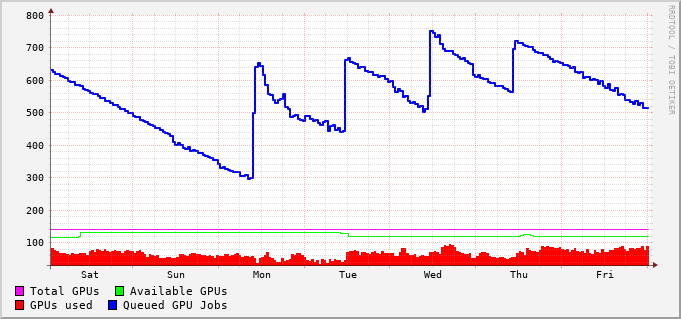 800
700
600
500
400
300
200
100
Sat Sun Mon Tue Wed Thu Fri
Total GPUs Available GPUs
GPUs used Queued GPU Jobs
RRDTOOL / TOBI OETIKER